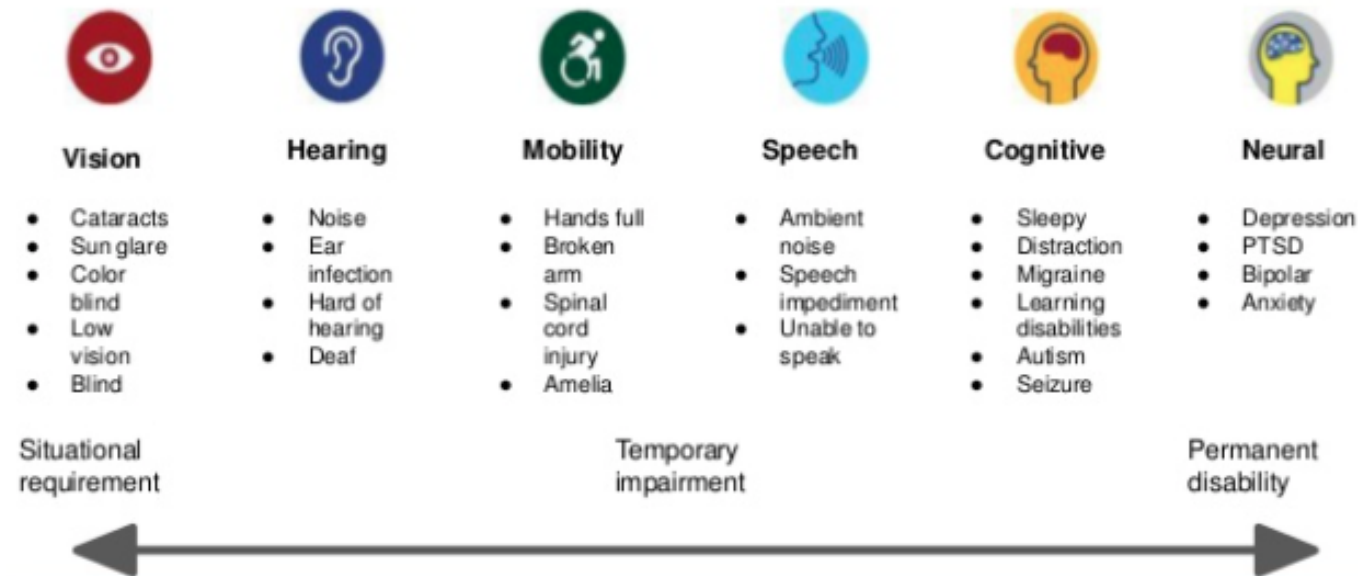 Vision
● Cataracts
● Sun glare
● Color
blind
● Low
vision
● Blind
Hearing
● Noise
● Ear
infection
● Hard of
hearing
● Deaf
Mobility
● Hands full
● Broken
arm
● Spinal
cord
injury
● Amelia
Speech
● Ambient
noise
● Speech
impediment
● Unable to
speak
Cognitive
● Sleepy
● Distraction
● Migraine
● Learning
disabilities
● Autism
● Seizure
Neural
● Depression
● PTSD
● Bipolar
● Anxiety
Situational
requirement
Temporary
impairment
Permanent
disability